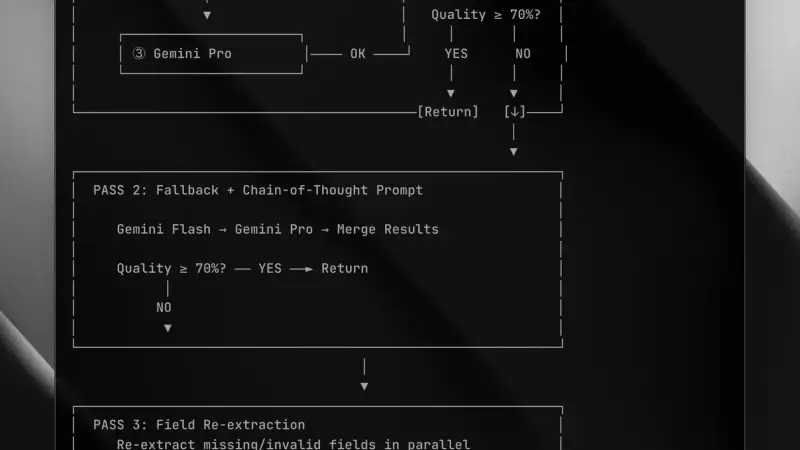 Quality ≥ 70%?
③ Gemini Pro
OK
YES NO
[Return] [↓]
PASS 2: Fallback + Chain-of-Thought Prompt
Gemini Flash → Gemini Pro → Merge Results
Quality ≥ 70%? ── YES ──► Return
NO
PASS 3: Field Re-extraction
Re-extract missing/invalid fields in parallel